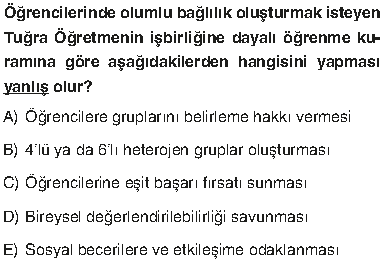 Öğrencilerinde olumlu bağlılık oluşturmak isteyen
Tuğra Öğretmenin işbirliğine dayalı öğrenme ku-
ramına göre aşağıdakilerden hangisini yapması
yanlış olur?
A) Öğrencilere gruplarını belirleme hakkı vermesi
B) 4'lü ya da 6'lı heterojen gruplar oluşturması
C) Öğrencilerine eşit başarı fırsatı sunması
D) Bireysel değerlendirilebilirliği savunması
E) Sosyal becerilere ve etkileşime odaklanması